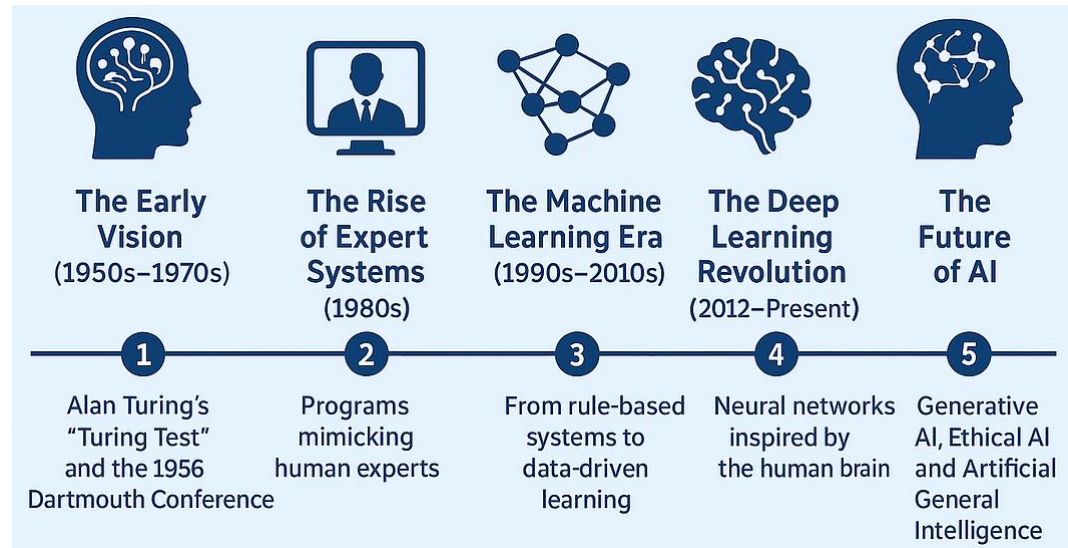 The Early
Vision
(1950s–1970s)
The Rise
of Expert
Systems
(1980s)
The Machine
Learning Era
(1990s–2010s)
The Deep
Learning
Revolution
(2012–Present)
The
Future
of AI
1
2
3
4
5
Alan Turing's
"Turing Test"
and the 1956
Dartmouth Conference
Programs
mimicking
human experts
From rule-based
systems to
data-driven
learning
Neural networks
inspired by
the human brain
Generative
AI, Ethical AI
and Artificial
General
Intelligence